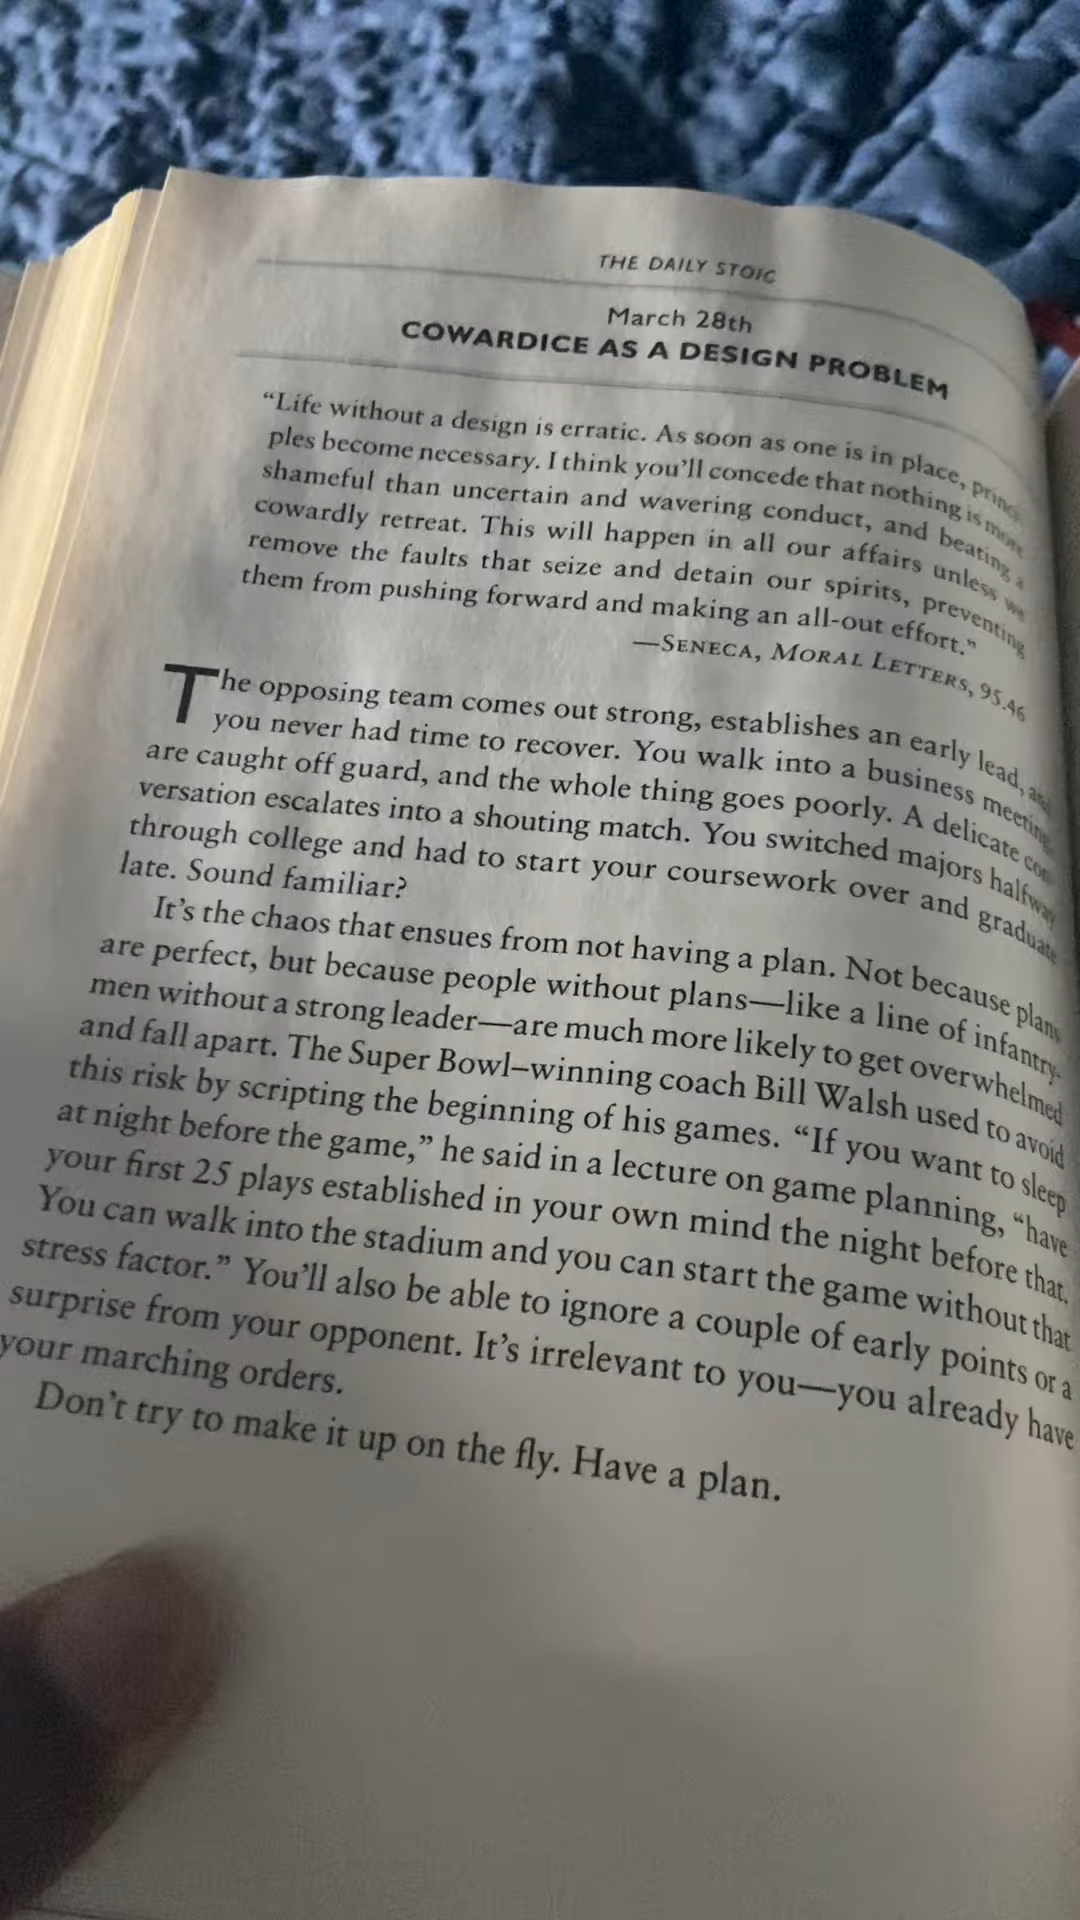 THE DAILY STOIC
March 28th
COWARDICE AS A DESIGN PROBLEM
“Life without a design is erratic. As soon as one is in place, princi-
ples become necessary. I think you’ll concede that nothing is more
shameful than uncertain and wavering conduct, and beating a
cowardly retreat. This will happen in all our affairs unless we
remove the faults that seize and detain our spirits, preventing
them from pushing forward and making an all-out effort.”
—SENECA, MORAL LETTERS, 95.46
The opposing team comes out strong, establishes an early lead, and
you never had time to recover. You walk into a business meeting,
are caught off guard, and the whole thing goes poorly. A delicate con-
versation escalates into a shouting match. You switched majors halfway
through college and had to start your coursework over and graduate
late. Sound familiar?
It’s the chaos that ensues from not having a plan. Not because plans
are perfect, but because people without plans—like a line of infantry-
men without a strong leader—are much more likely to get overwhelmed
and fall apart. The Super Bowl–winning coach Bill Walsh used to avoid
this risk by scripting the beginning of his games. “If you want to sleep
at night before the game,” he said in a lecture on game planning, “have
your first 25 plays established in your own mind the night before that.
You can walk into the stadium and you can start the game without that
stress factor.” You’ll also be able to ignore a couple of early points or a
surprise from your opponent. It’s irrelevant to you—you already have
your marching orders.
Don’t try to make it up on the fly. Have a plan.